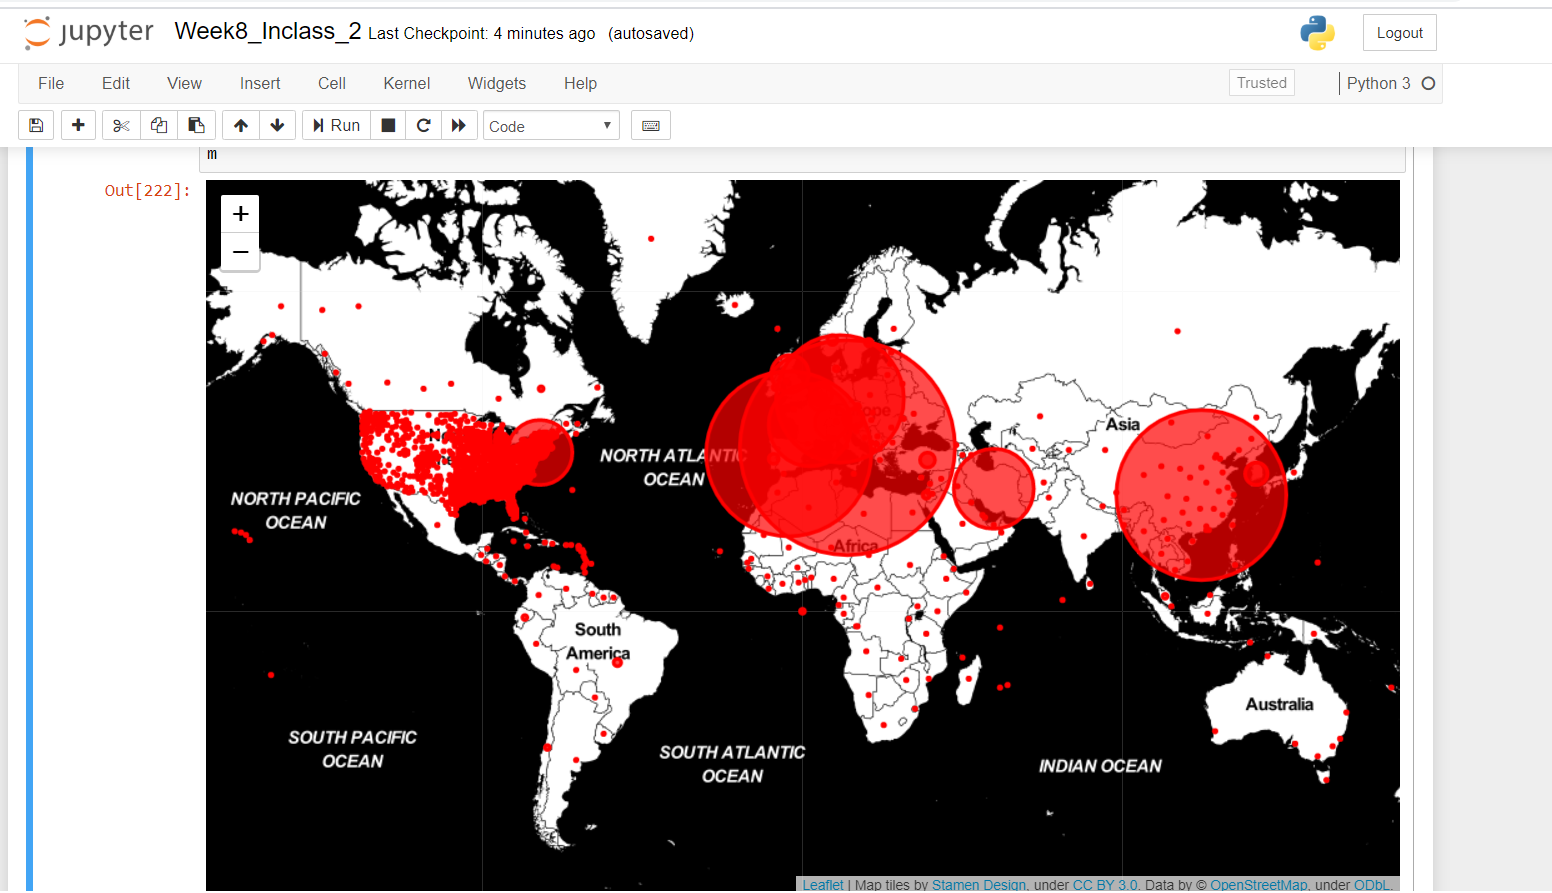 jupyter Week8_Inclass_2 Last Checkpoint: 4 minutes ago (autosaved)
Logout
File Edit View Insert Cell Kernel Widgets Help
Trusted Python 3
Run Code
m
Out[222]:
+
−
Asia
NORTH ATLANTIC
OCEAN
NORTH PACIFIC
OCEAN
Africa
South
America
Australia
SOUTH PACIFIC
OCEAN
SOUTH ATLANTIC
OCEAN
INDIAN OCEAN
Leaflet | Map tiles by Stamen Design, under CC BY 3.0. Data by © OpenStreetMap, under ODbL.